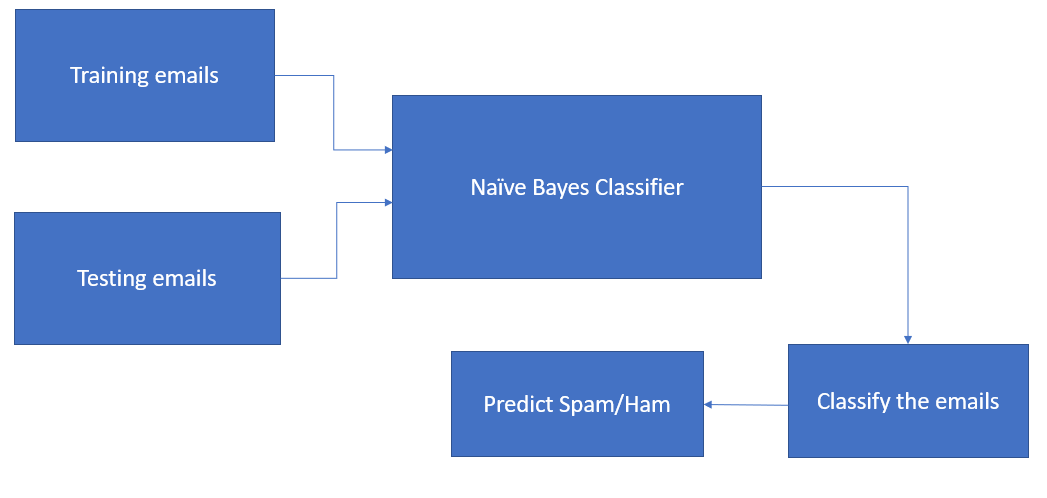 Training emails
Naïve Bayes Classifier
Testing emails
Predict Spam/Ham
Classify the emails